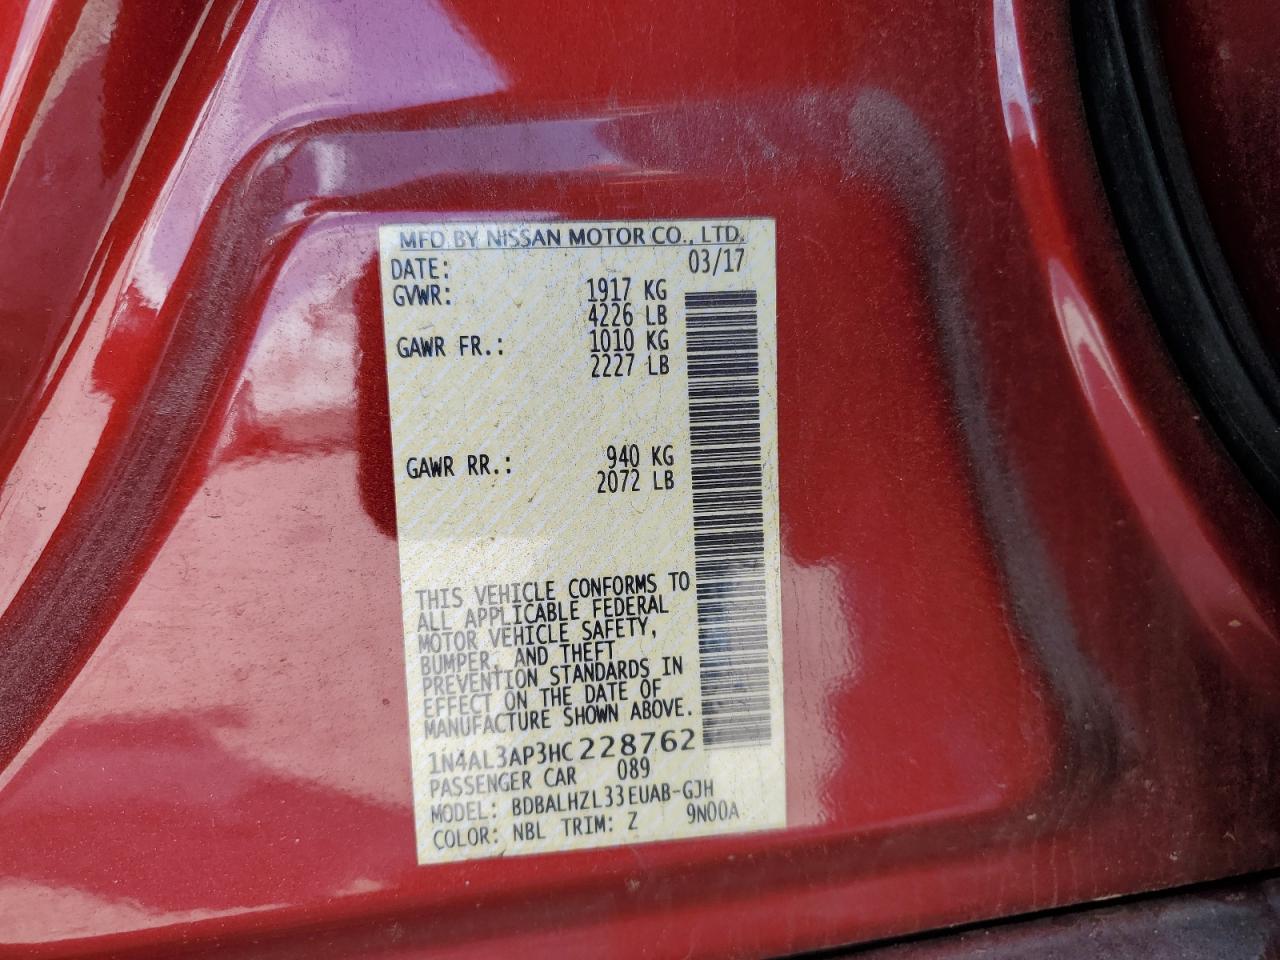 MFD BY NISSAN MOTOR CO., LTD.
DATE: 03/17
GVWR: 1917 KG
4226 LB
GAWR FR.: 1010 KG
2227 LB
GAWR RR.: 940 KG
2072 LB
THIS VEHICLE CONFORMS TO
ALL APPLICABLE FEDERAL
MOTOR VEHICLE SAFETY,
BUMPER, AND THEFT
PREVENTION STANDARDS IN
EFFECT ON THE DATE OF
MANUFACTURE SHOWN ABOVE.
1N4AL3AP3HC228762
PASSENGER CAR 089
MODEL: BDBALHZL33EUAB-GJH
COLOR: NBL TRIM: Z 9N00A